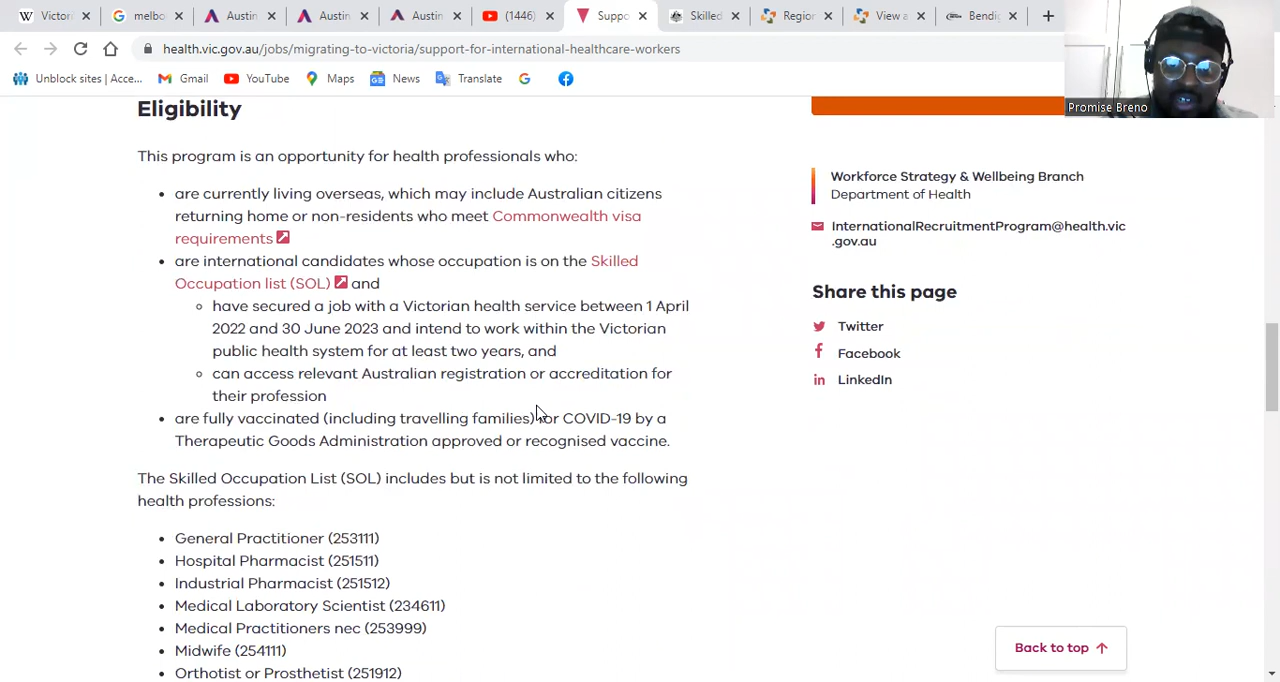 Victori
melbo
Austin
Austin
Austin
(1446)
Suppo
Skilled
Region
View a
Bendig
health.vic.gov.au/jobs/migrating-to-victoria/support-for-international-healthcare-workers
Unblock sites | Acce...
Gmail
YouTube
Maps
News
Translate
Promise Breno
Eligibility
This program is an opportunity for health professionals who:
are currently living overseas, which may include Australian citizens
returning home or non-residents who meet Commonwealth visa
requirements
are international candidates whose occupation is on the Skilled
Occupation list (SOL) and
have secured a job with a Victorian health service between 1 April
2022 and 30 June 2023 and intend to work within the Victorian
public health system for at least two years, and
can access relevant Australian registration or accreditation for
their profession
are fully vaccinated (including travelling families) for COVID-19 by a
Therapeutic Goods Administration approved or recognised vaccine.
The Skilled Occupation List (SOL) includes but is not limited to the following
health professions:
General Practitioner (253111)
Hospital Pharmacist (251511)
Industrial Pharmacist (251512)
Medical Laboratory Scientist (234611)
Medical Practitioners nec (253999)
Midwife (254111)
Orthotist or Prosthetist (251912)
Workforce Strategy & Wellbeing Branch
Department of Health
InternationalRecruitmentProgram@health.vic
.gov.au
Share this page
Twitter
Facebook
LinkedIn
Back to top